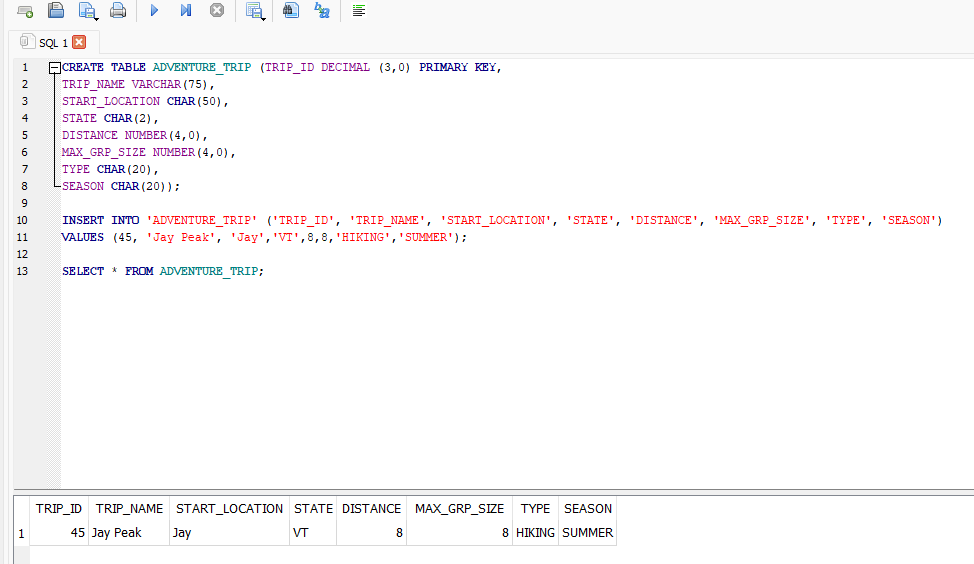 SQL 1
1 CREATE TABLE ADVENTURE_TRIP (TRIP_ID DECIMAL (3,0) PRIMARY KEY,
2 TRIP_NAME VARCHAR(75),
3 START_LOCATION CHAR(50),
4 STATE CHAR(2),
5 DISTANCE NUMBER(4,0),
6 MAX_GRP_SIZE NUMBER(4,0),
7 TYPE CHAR(20),
8 SEASON CHAR(20));
9
10 INSERT INTO 'ADVENTURE_TRIP' ('TRIP_ID', 'TRIP_NAME', 'START_LOCATION', 'STATE', 'DISTANCE', 'MAX_GRP_SIZE', 'TYPE', 'SEASON')
11 VALUES (45, 'Jay Peak', 'Jay','VT',8,8,'HIKING','SUMMER');
12
13 SELECT * FROM ADVENTURE_TRIP;
TRIP_ID TRIP_NAME START_LOCATION STATE DISTANCE MAX_GRP_SIZE TYPE SEASON
1 45 Jay Peak Jay VT 8 8 HIKING SUMMER